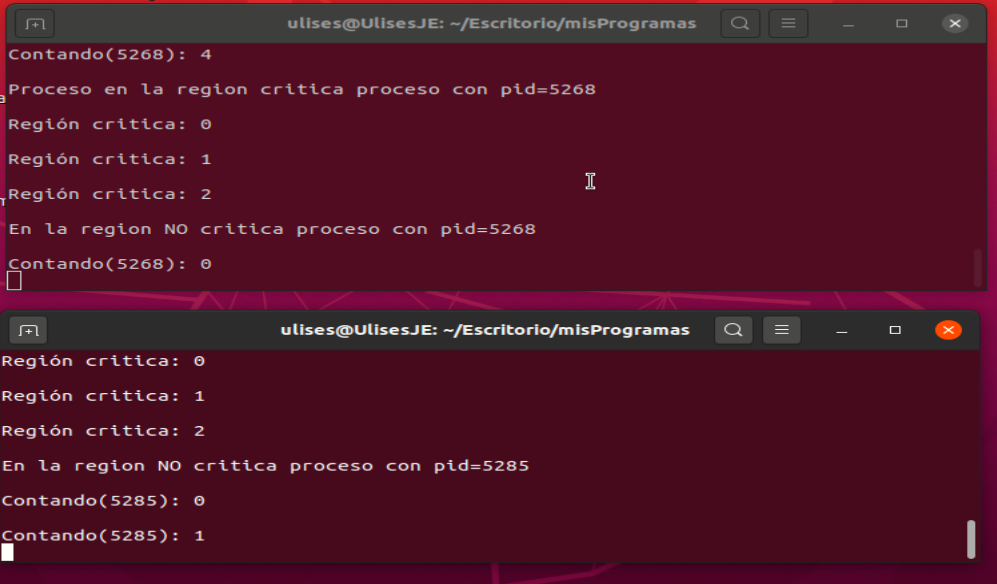 ulises@UlisesJE: ~/Escritorio/misProgramas
Contando(5268): 4
Proceso en la region critica proceso con pid=5268
Región critica: 0
Región critica: 1
Región critica: 2
En la region NO critica proceso con pid=5268
Contando(5268): 0
ulises@UlisesJE: ~/Escritorio/misProgramas
Región critica: 0
Región critica: 1
Región critica: 2
En la region NO critica proceso con pid=5285
Contando(5285): 0
Contando(5285): 1